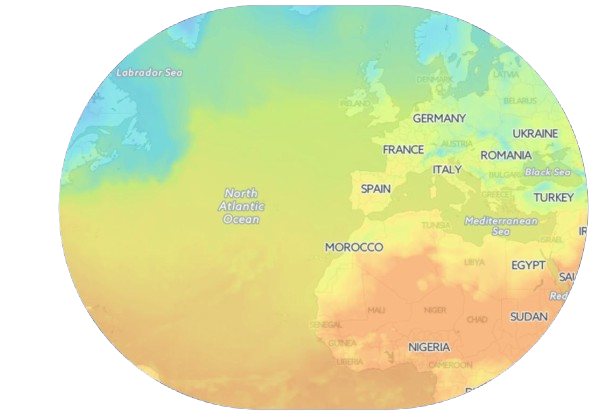 Labrador Sea
DENMARK
LATVIA
IRELAND
BELARUS
GERMANY
UKRAINE
FRANCE
AUSTRIA
ROMANIA
ITALY
BULGARIA
Black Sea
SPAIN
GREECE
TURKEY
North
Atlantic
Ocean
TUNISIA
Mediterranean
Sea
ISRAEL
IR
MOROCCO
LIBYA
EGYPT
SAU
Red
MALI
NIGER
CHAD
SUDAN
SENEGAL
GUINEA
NIGERIA
LIBERIA
CAMEROON